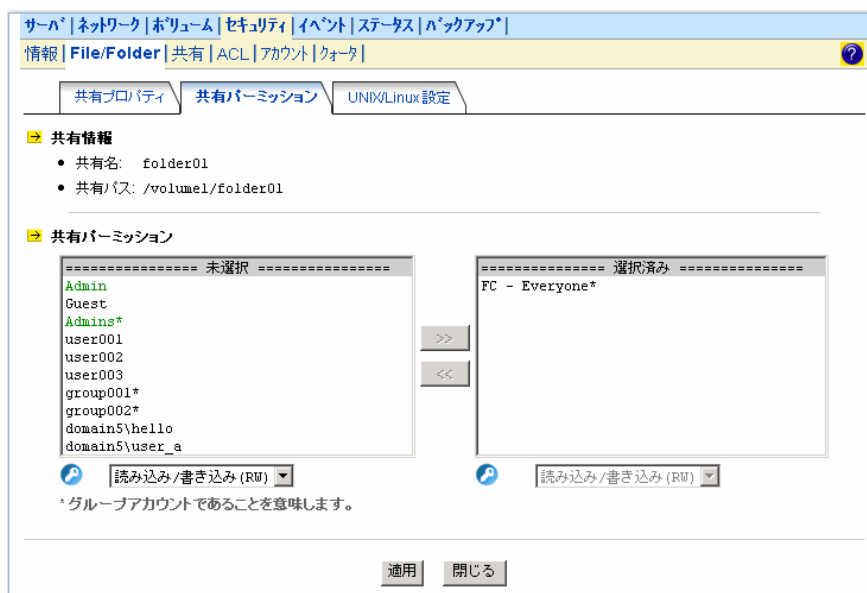 サーバ|ネットワーク|ボリューム|セキュリティ|イベント|ステータス|バックアップ|
情報|File/Folder|共有|ACL|アカウント|クォータ|
?
共有プロパティ 共有パーミッション UNIX/Linux 設定
共有情報
• 共有名: folder01
• 共有パス: /volume1/folder01
共有パーミッション
================ 未選択 ================
Admin
Guest
Admins*
user001
user002
user003
group001*
group002*
domain5\hello
domain5\user_a
>>
<<
=============== 選択済み ===============
FC - Everyone*
読み込み/書き込み(RW)
読み込み/書き込み(RW)
*グループアカウントであることを意味します。
適用 閉じる